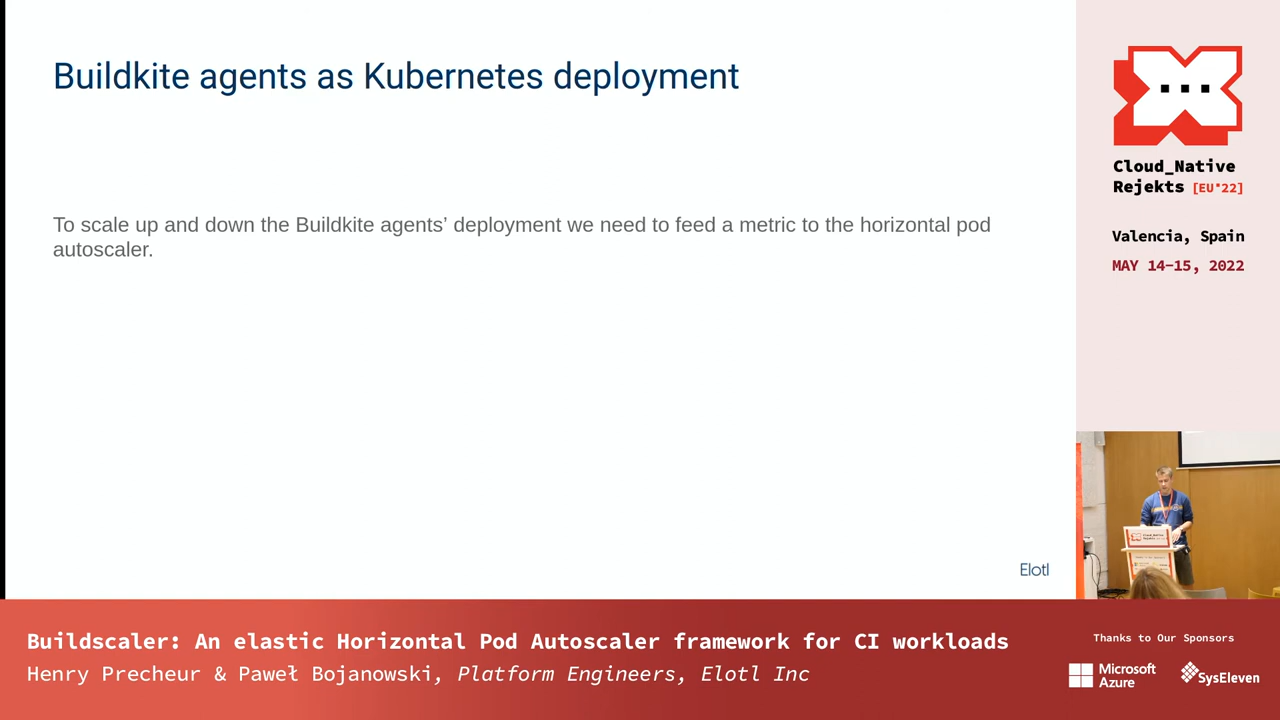 Buildkite agents as Kubernetes deployment
To scale up and down the Buildkite agents’ deployment we need to feed a metric to the horizontal pod
autoscaler.
Elotl
Cloud_Native
Rejekts [EU'22]
Valencia, Spain
MAY 14-15, 2022
Cloud_Native
Rejekts
Buildscaler: An elastic Horizontal Pod Autoscaler framework for CI workloads
Henry Precheur & Paweł Bojanowski, Platform Engineers, Elotl Inc
Thanks to Our Sponsors
Microsoft
Azure
SysEleven